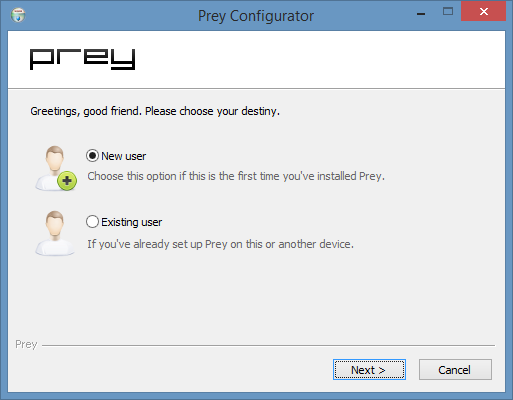 Prey Configurator
prey
Greetings, good friend. Please choose your destiny.
New user
Choose this option if this is the first time you've installed Prey.
Existing user
If you've already set up Prey on this or another device.
Prey
Next >
Cancel